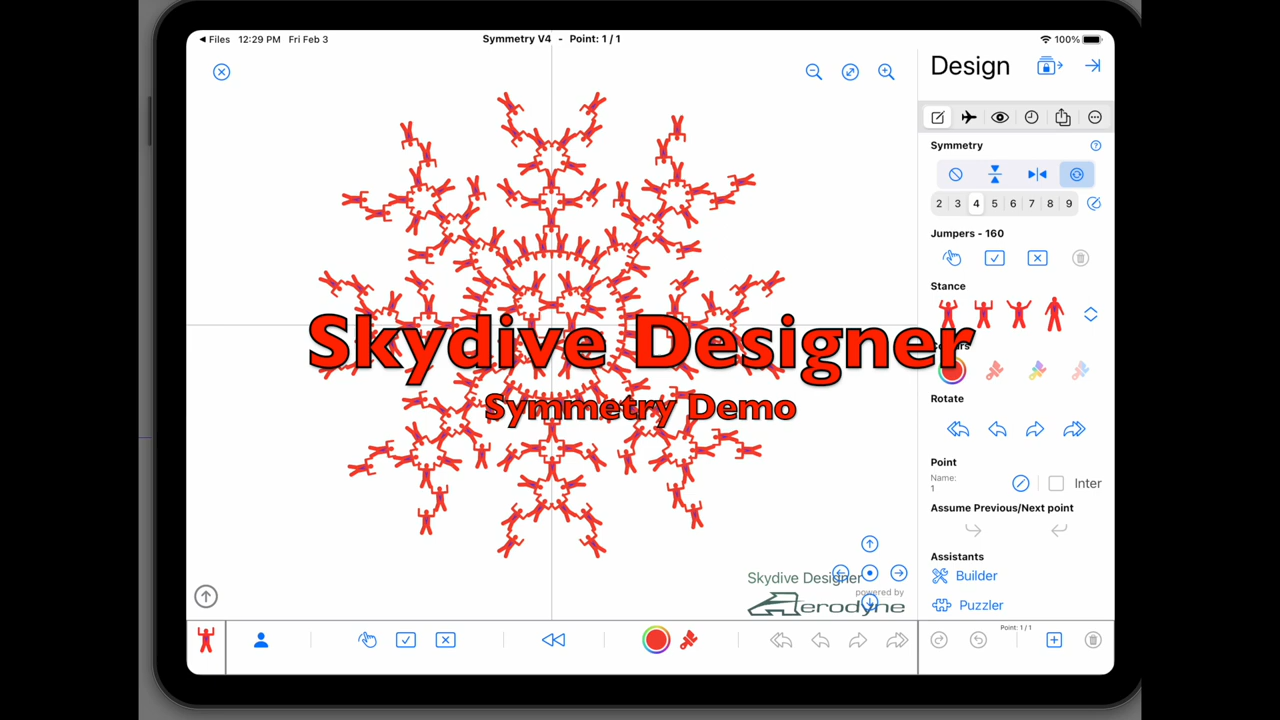 Files 12:29 PM Fri Feb 3
Symmetry V4 - Point: 1 / 1
100%
Design
Symmetry
2 3 4 5 6 7 8 9
Jumpers - 160
Stance
Skydive Designer
Symmetry Demo
Rotate
Point
Name:
1
Inter
Assume Previous/Next point
Assistants
Builder
Puzzler
Skydive Designer
powered by
Aerodyne
Point: 1 / 1